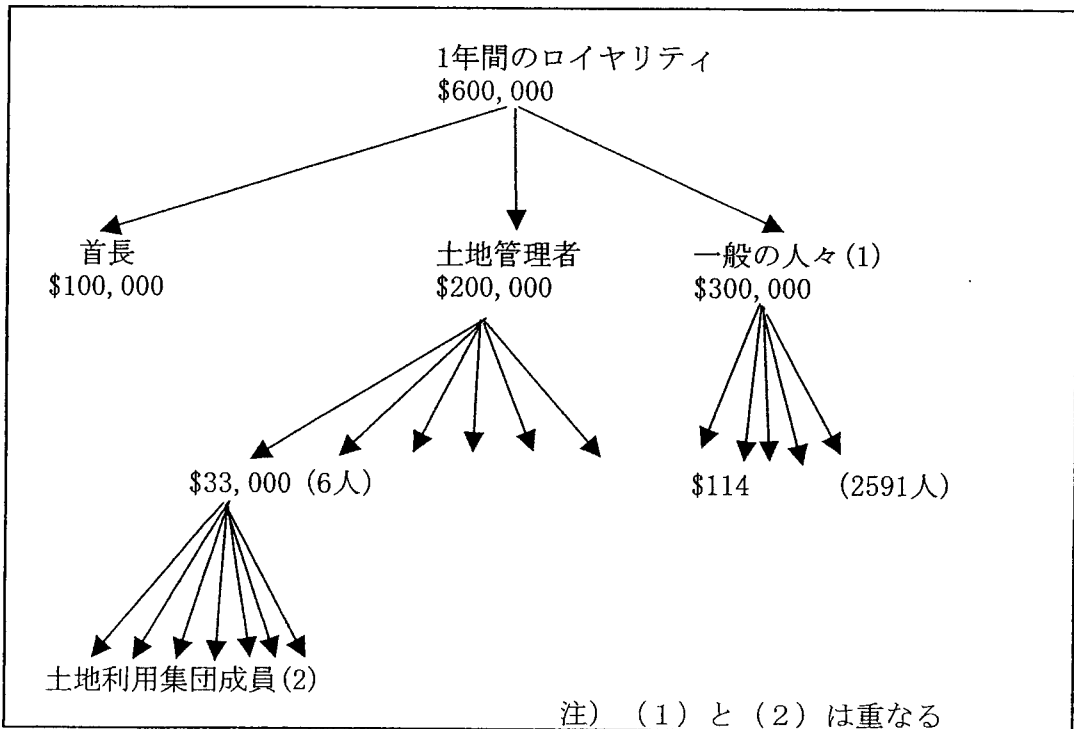 1年間のロイヤリティ
$600,000
首長
$100,000
土地管理者
$200,000
一般の人々(1)
$300,000
$33,000 (6人)
$114 (2591人)
土地利用集団成員(2)
注) (1)と(2)は重なる